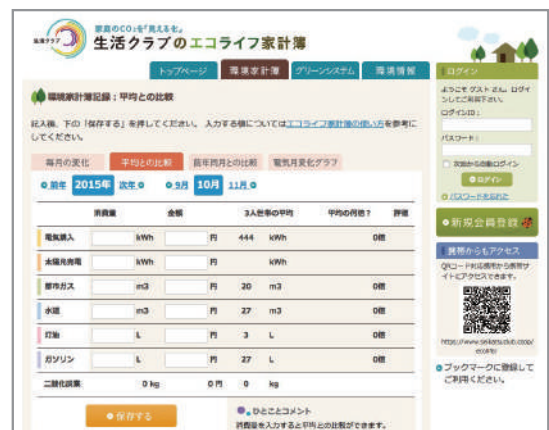 家庭のCO₂を「見える化」
生活クラブ
生活クラブのエコライフ家計簿
トップページ
環境家計簿
グリーンシステム
環境情報
環境家計簿記録：平均との比較
記入後、下の「保存する」を押してください。 入力する欄についてはエコライフ家計簿の使い方を参考に
してください。
毎月の変化
平均との比較
前年同月との比較
電気月変化グラフ
前年 2015年 次年 9月 10月 11月
消費量 金額 3人世帯の平均 平均の何倍？ 評価
電気購入 kWh 円 444 kWh 0倍
太陽光売電 kWh 円 kWh
都市ガス m3 円 20 m3 0倍
水道 m3 円 27 m3 0倍
灯油 L 円 3 L 0倍
ガソリン L 円 27 L 0倍
二酸化炭素 0 kg 0 円 0 kg
保存する
ひとことコメント
消費量を入力すると平均との比較ができます。
ログイン
ようこそ ゲスト さん。ログイ
ンしてご利用下さい。
ログインID：
パスワード：
次回から自動ログイン
ログイン
パスワードを忘れた
新規会員登録
携帯からもアクセス
QRコード対応携帯から携帯サ
イトにアクセスできます。
ブックマークに登録して
ご利用ください。